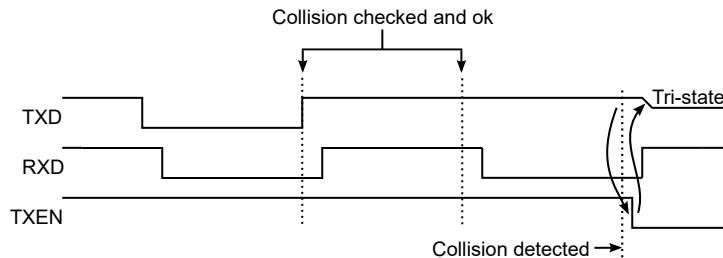 Collision checked and ok
Tri-state
TXD
RXD
TXEN
Collision detected